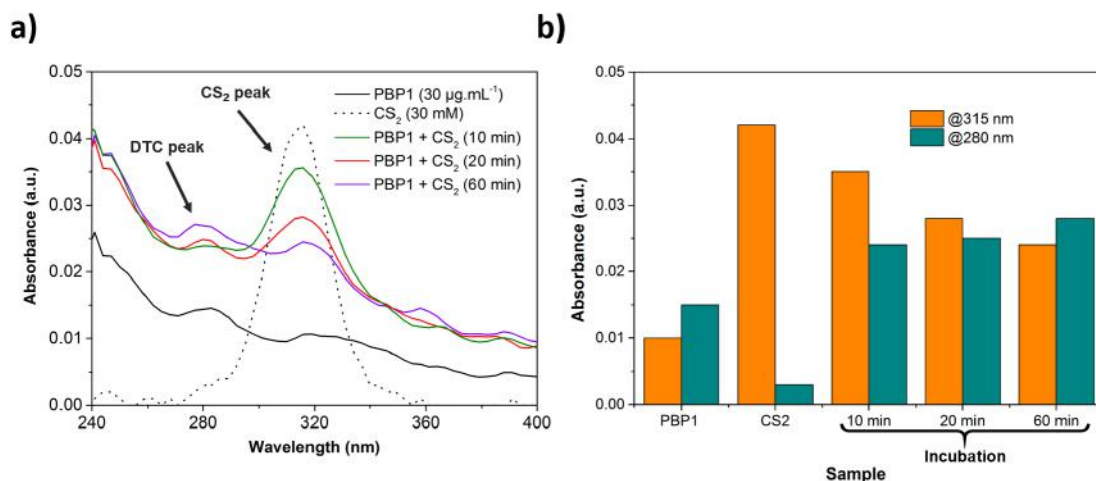 a)
0.05
0.04
0.03
0.02
0.01
0.00
Absorbance (a.u.)
CS2 peak
DTC peak
PBP1 (30 µg.mL-1)
CS2 (30 mM)
PBP1 + CS2 (10 min)
PBP1 + CS2 (20 min)
PBP1 + CS2 (60 min)
240 280 320 360 400
Wavelength (nm)
b)
0.05
0.04
0.03
0.02
0.01
0.00
Absorbance (a.u.)
@315 nm
@280 nm
PBP1 CS2 10 min 20 min 60 min
Incubation
Sample